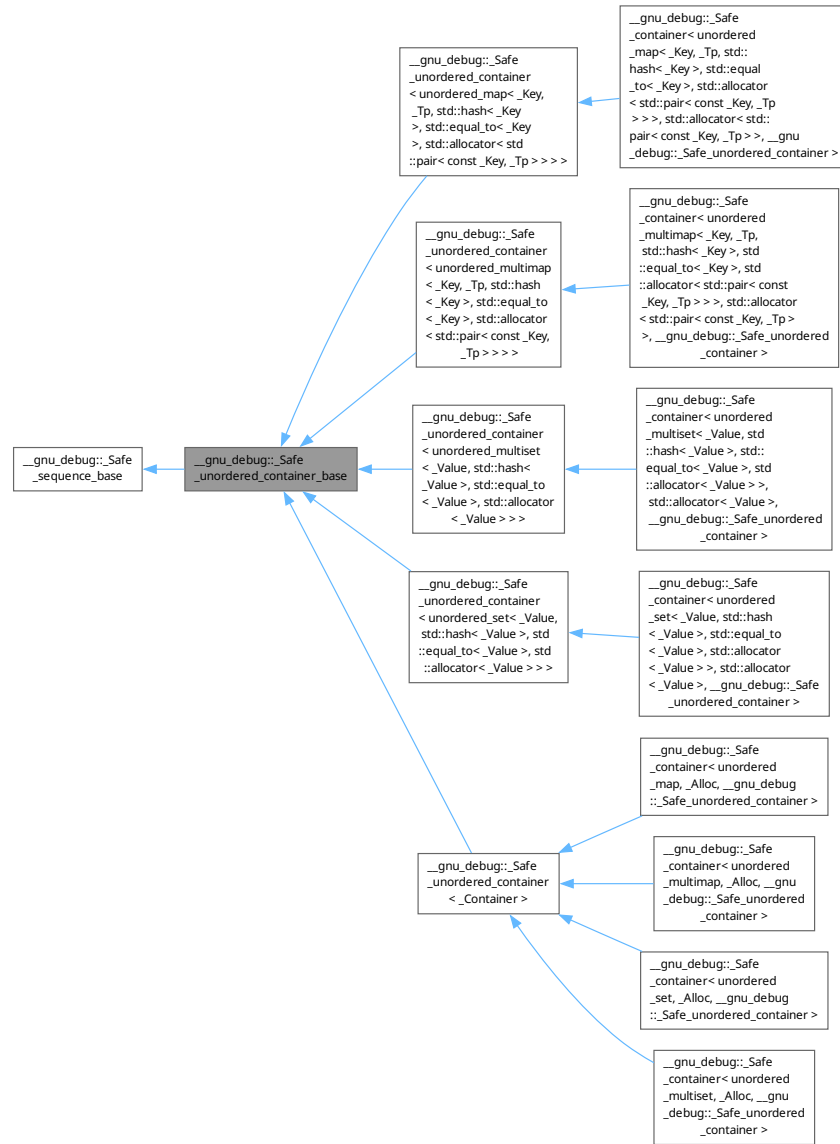 __gnu_debug::_Safe
_sequence_base
__gnu_debug::_Safe
_unordered_container_base
__gnu_debug::_Safe
_unordered_container
< unordered_map< _Key,
_Tp, std::hash< _Key
>, std::equal_to< _Key
>, std::allocator< std
::pair< const _Key, _Tp > > > >
__gnu_debug::_Safe
_container< unordered
_map< _Key, _Tp, std::
hash< _Key >, std::equal
_to< _Key >, std::allocator
< std::pair< const _Key, _Tp
> > >, std::allocator< std::
pair< const _Key, _Tp > >, __gnu
_debug::_Safe_unordered_container >
__gnu_debug::_Safe
_unordered_container
< unordered_multimap
< _Key, _Tp, std::hash
< _Key >, std::equal_to
< _Key >, std::allocator
< std::pair< const _Key,
_Tp > > > >
__gnu_debug::_Safe
_container< unordered
_multimap< _Key, _Tp,
std::hash< _Key >, std
::equal_to< _Key >, std
::allocator< std::pair< const
_Key, _Tp > > >, std::allocator
< std::pair< const _Key, _Tp >
>, __gnu_debug::_Safe_unordered
_container >
__gnu_debug::_Safe
_unordered_container
< unordered_multiset
< _Value, std::hash<
_Value >, std::equal_to
< _Value >, std::allocator
< _Value > > >
__gnu_debug::_Safe
_container< unordered
_multiset< _Value, std
::hash< _Value >, std::
equal_to< _Value >, std
::allocator< _Value > >,
std::allocator< _Value >,
__gnu_debug::_Safe_unordered
_container >
__gnu_debug::_Safe
_unordered_container
< unordered_set< _Value,
std::hash< _Value >, std
::equal_to< _Value >, std
::allocator< _Value > > >
__gnu_debug::_Safe
_container< unordered
_set< _Value, std::hash
< _Value >, std::equal_to
< _Value >, std::allocator
< _Value > >, std::allocator
< _Value >, __gnu_debug::_Safe
_unordered_container >
__gnu_debug::_Safe
_unordered_container
< _Container >
__gnu_debug::_Safe
_container< unordered
_map, _Alloc, __gnu_debug
::_Safe_unordered_container >
__gnu_debug::_Safe
_container< unordered
_multimap, _Alloc, __gnu
_debug::_Safe_unordered
_container >
__gnu_debug::_Safe
_container< unordered
_set, _Alloc, __gnu_debug
::_Safe_unordered_container >
__gnu_debug::_Safe
_container< unordered
_multiset, _Alloc, __gnu
_debug::_Safe_unordered
_container >